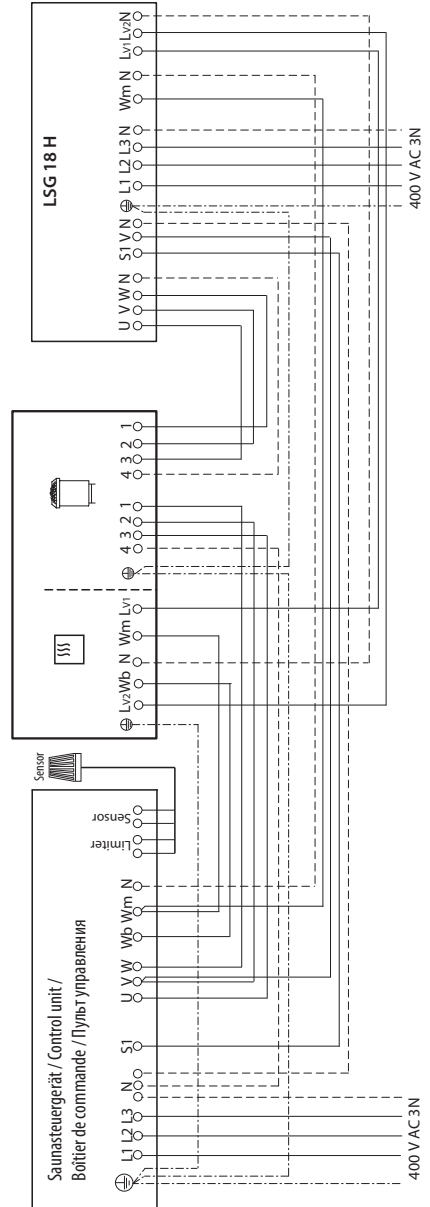 Saunasteuergerät / Control unit /
Boîtier de commande / Пульт управления
L1 L2 L3 N S1 U V W Wb Wm N
Limiter Sensor
400 V AC 3N
Sensor
Lv2 Wb N Wm Lv1 4 3 2 1 4 3 2 1
LSG 18 H
U V W N S1 V N L1 L2 L3 N Wm N Lv1 Lv2 N
400 V AC 3N